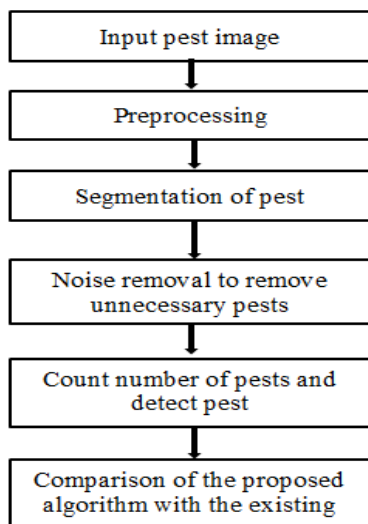 Input pest image
Preprocessing
Segmentation of pest
Noise removal to remove
unnecessary pests
Count number of pests and
detect pest
Comparison of the proposed
algorithm with the existing